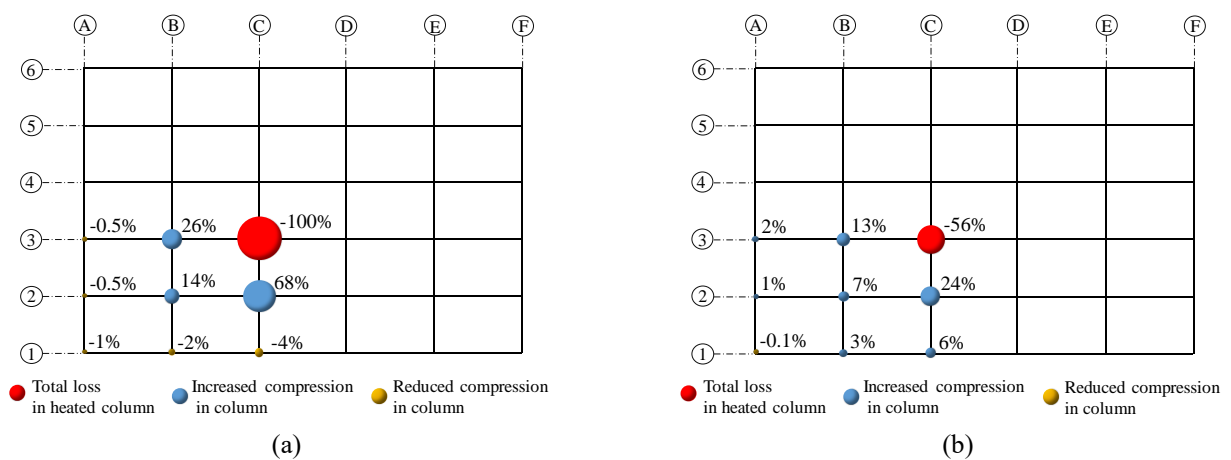 A B C D E F
6
5
4
3
2
1
-0.5% 26% -100%
-0.5% 14% 68%
-1% -2% -4%
Total loss
in heated column
Increased compression
in column
Reduced compression
in column
(a)
A B C D E F
6
5
4
3
2
1
2% 13% -56%
1% 7% 24%
-0.1% 3% 6%
Total loss
in heated column
Increased compression
in column
Reduced compression
in column
(b)